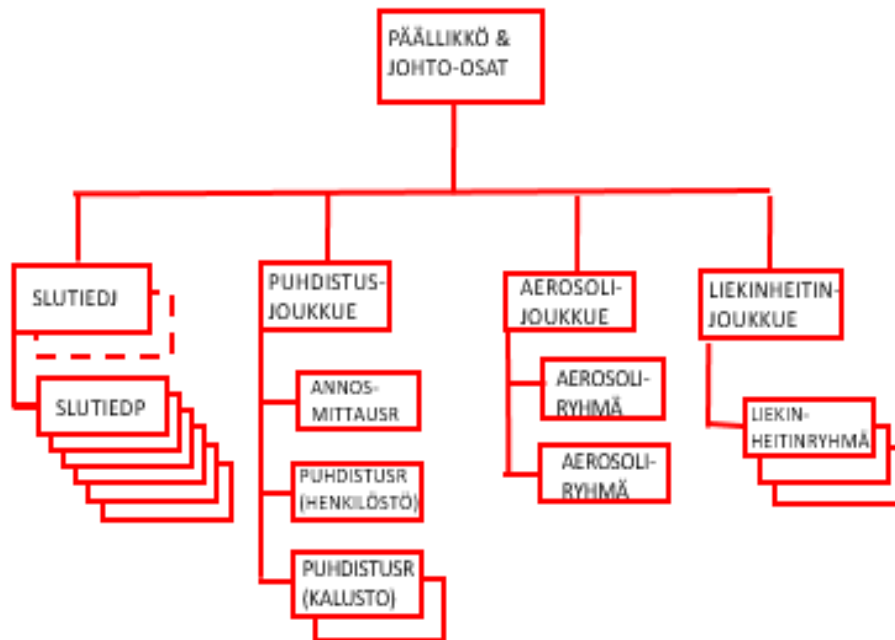 PÄÄLLIKKÖ &
JOHTO-OSAT
SLUTIEDJ
SLUTIEDP
PUHDISTUS-
JOUKKUE
ANNOS-
MITTAUSR
PUHDISTUSR
(HENKILÖSTÖ)
PUHDISTUSR
(KALUSTO)
AEROSOLI-
JOUKKUE
AEROSOLI-
RYHMÄ
AEROSOLI-
RYHMÄ
LIEKINHEITIN-
JOUKKUE
LIEKIN-
HEITINRYHMÄ